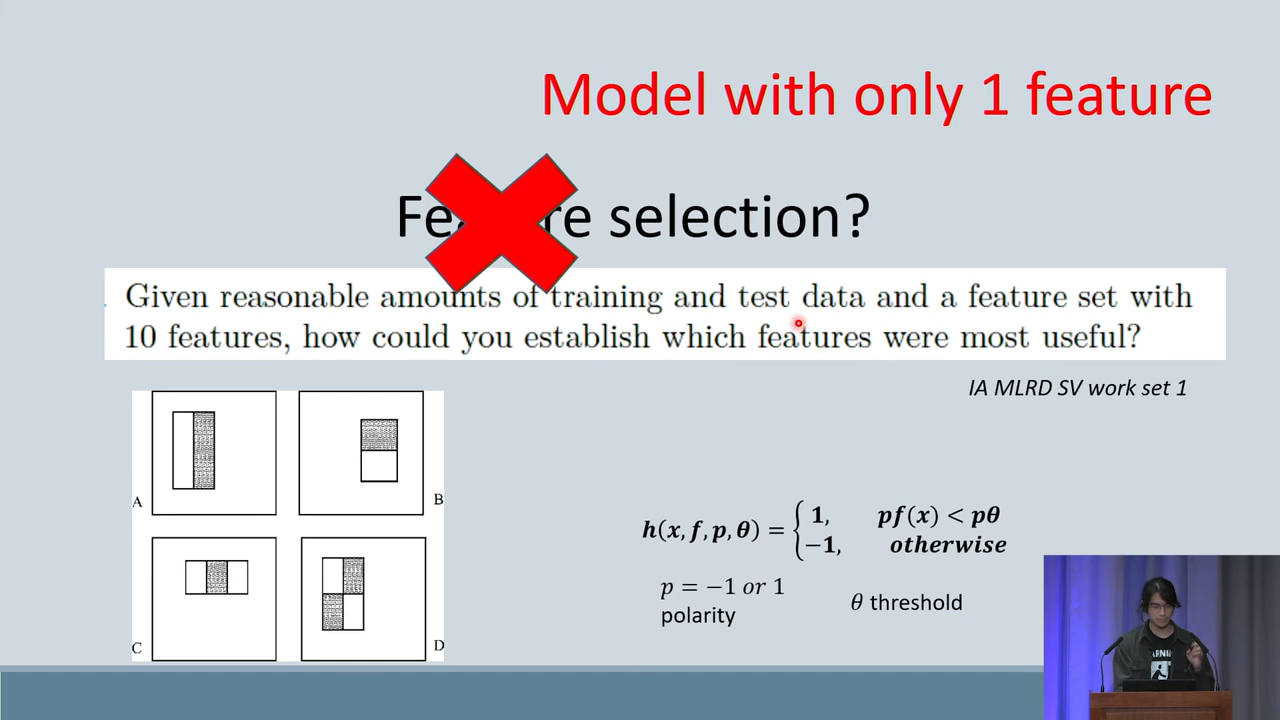 Model with only 1 feature
Fe re selection?
Given reasonable amounts of training and test data and a feature set with
10 features, how could you establish which features were most useful?
IA MLRD SV work set 1
A
B
C
D
h(x, f, p, θ) = { 1, pf(x) < pθ
−1, otherwise
p = −1 or 1
polarity
θ threshold